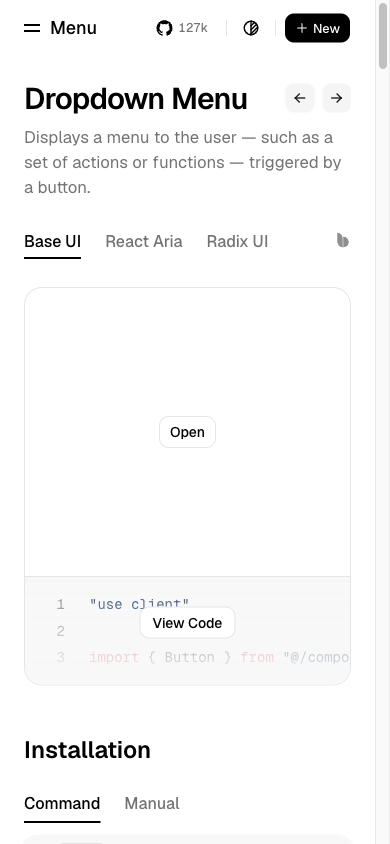 Menu
127k
New
Dropdown Menu
Displays a menu to the user — such as a
set of actions or functions — triggered by
a button.
Base UI
React Aria
Radix UI
Open
1 "use client"
2
View Code
3 import { Button } from "@/compo
Installation
Command
Manual